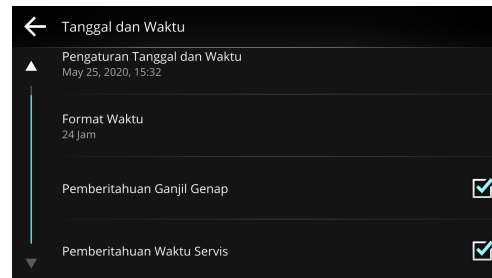 Tanggal dan Waktu
Pengaturan Tanggal dan Waktu
May 25, 2020, 15:32
Format Waktu
24 Jam
Pemberitahuan Ganjil Genap
Pemberitahuan Waktu Servis